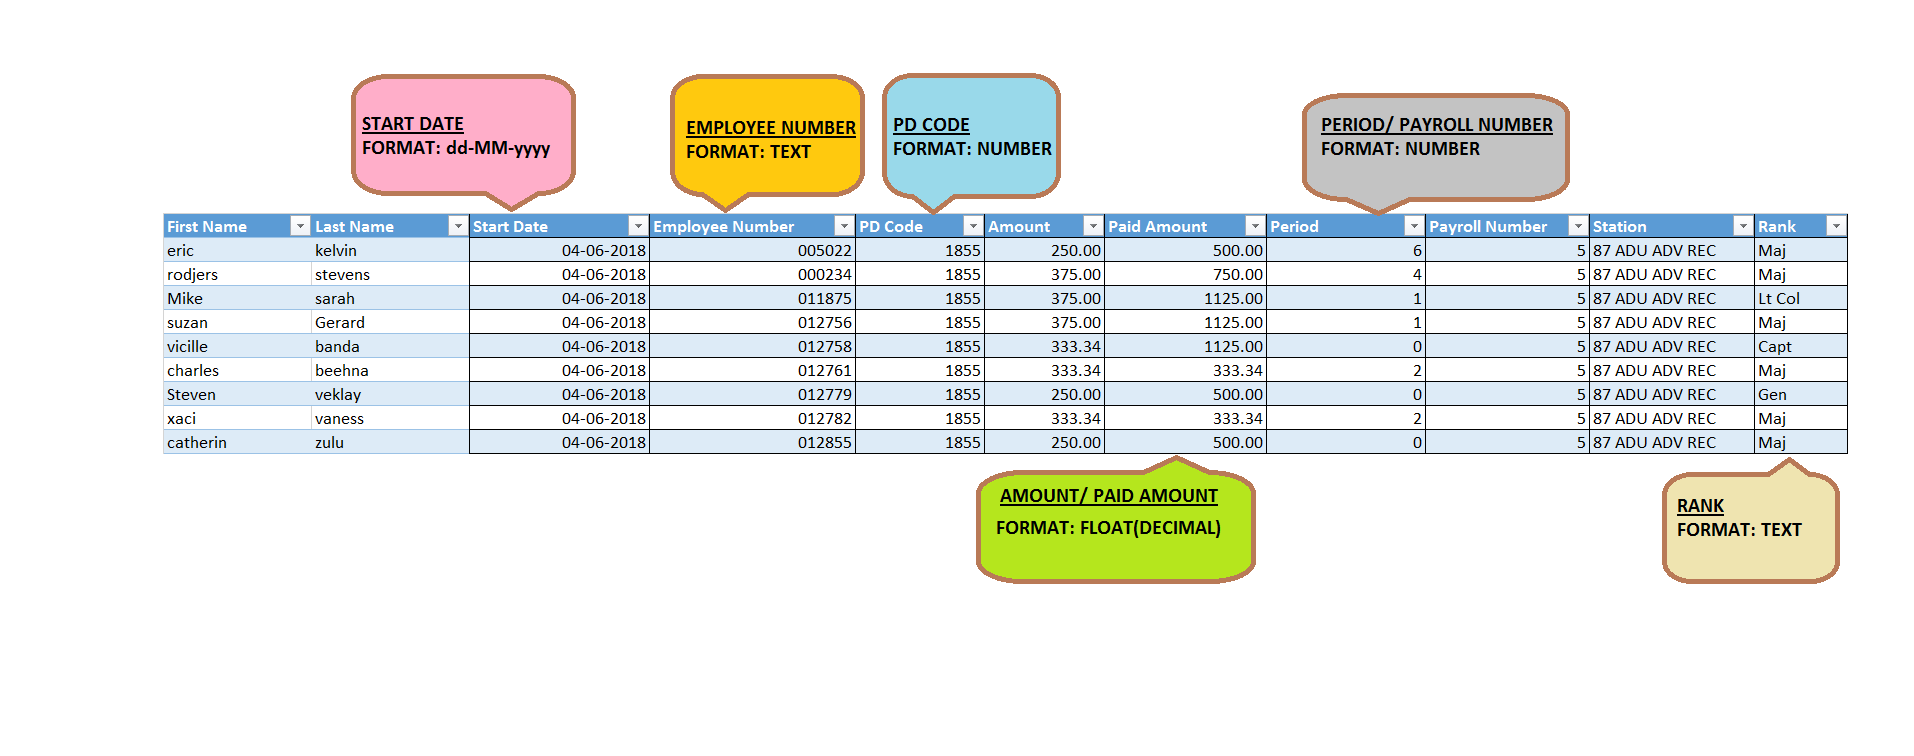 START DATE
FORMAT: dd-MM-yyyy
EMPLOYEE NUMBER
FORMAT: TEXT
PD CODE
FORMAT: NUMBER
PERIOD/ PAYROLL NUMBER
FORMAT: NUMBER
First Name Last Name Start Date Employee Number PD Code Amount Paid Amount Period Payroll Number Station Rank
eric kelvin 04-06-2018 005022 1855 250.00 500.00 6 5 87 ADU ADV REC Maj
rodjers stevens 04-06-2018 000234 1855 375.00 750.00 4 5 87 ADU ADV REC Maj
Mike sarah 04-06-2018 011875 1855 375.00 1125.00 1 5 87 ADU ADV REC Lt Col
suzan Gerard 04-06-2018 012756 1855 375.00 1125.00 1 5 87 ADU ADV REC Maj
vicille banda 04-06-2018 012758 1855 333.34 1125.00 0 5 87 ADU ADV REC Capt
charles beehna 04-06-2018 012761 1855 333.34 333.34 2 5 87 ADU ADV REC Maj
Steven veklay 04-06-2018 012779 1855 250.00 500.00 0 5 87 ADU ADV REC Gen
xaci vaness 04-06-2018 012782 1855 333.34 333.34 2 5 87 ADU ADV REC Maj
catherin zulu 04-06-2018 012855 1855 250.00 500.00 0 5 87 ADU ADV REC Maj
AMOUNT/ PAID AMOUNT
FORMAT: FLOAT(DECIMAL)
RANK
FORMAT: TEXT